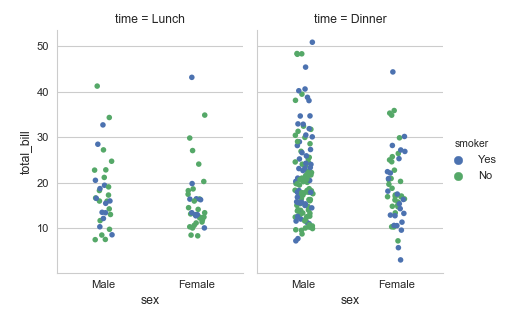 time = Lunch
time = Dinner
50
40
30
20
10
total_bill
Male
Female
Male
Female
sex
sex
smoker
Yes
No